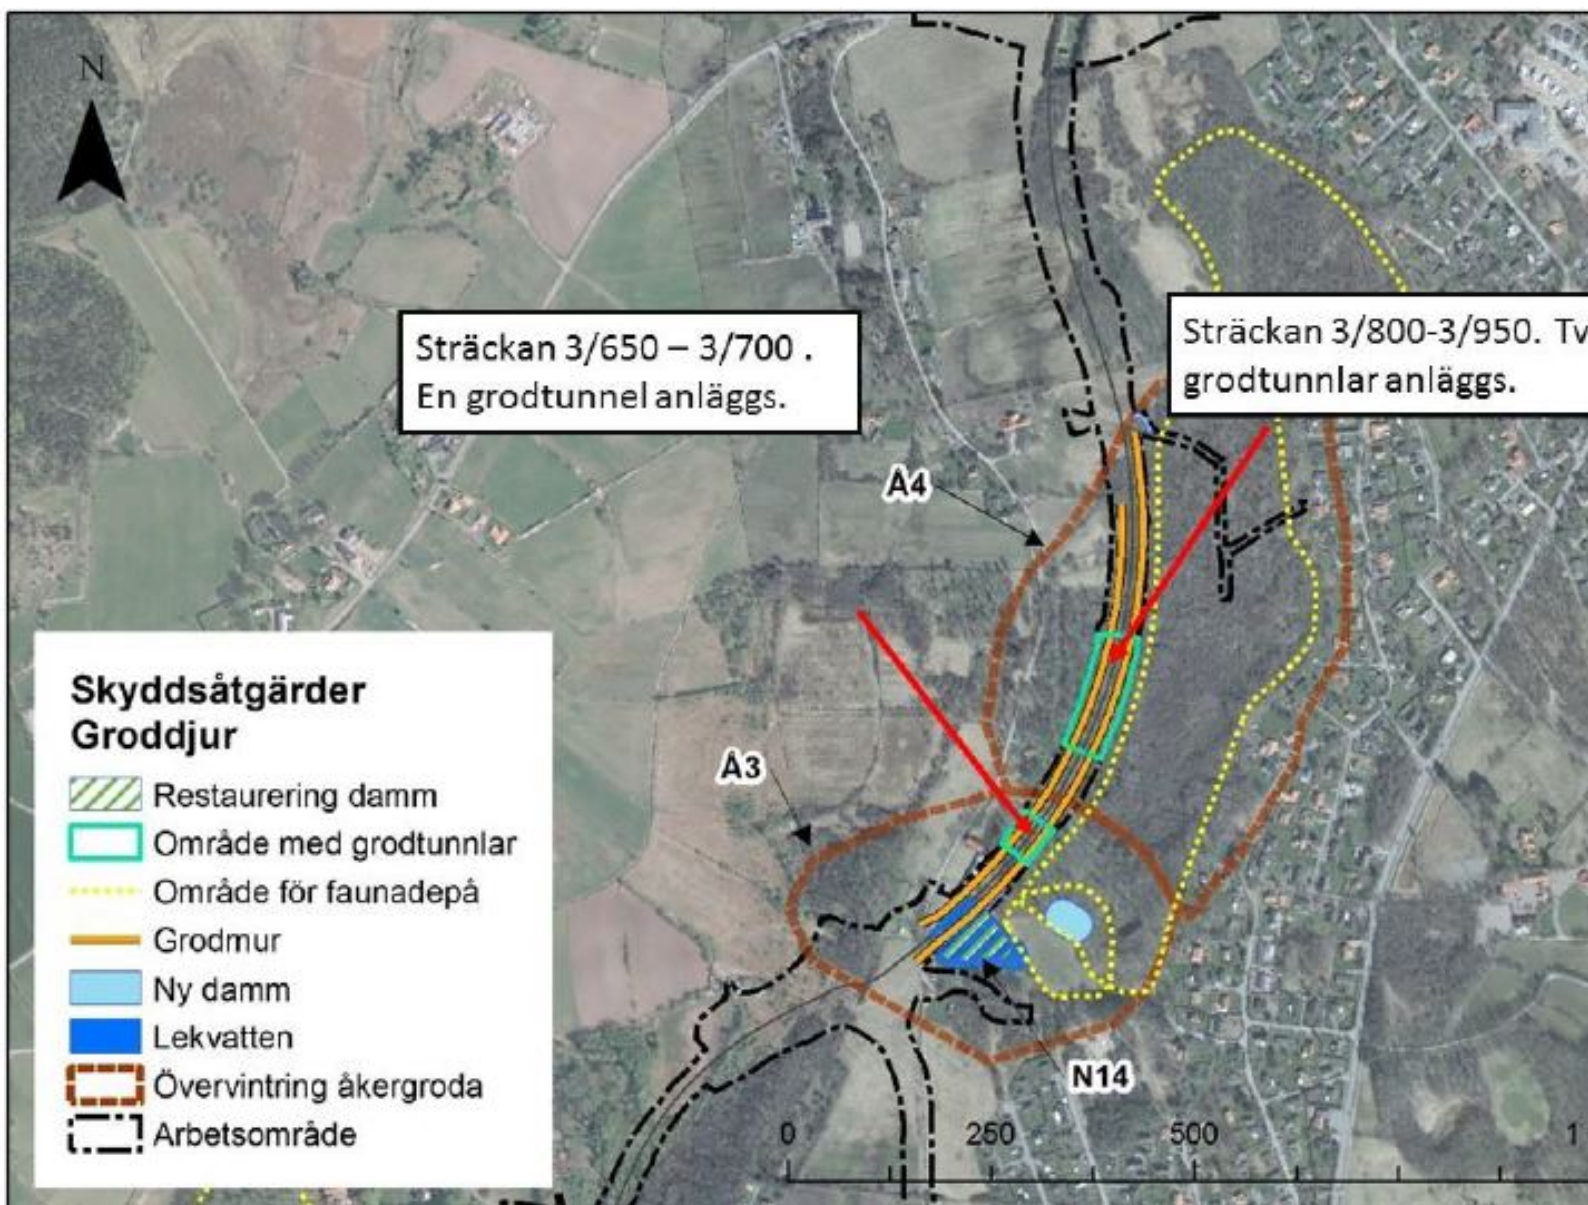 N
Sträckan 3/650 – 3/700 .
En grodtunnel anläggs.
Sträckan 3/800-3/950. Tv
grodtunnlar anläggs.
Å4
Å3
N14
Skyddsåtgärder
Groddjur
Restaurering damm
Område med grodtunnlar
Område för faunadepå
Grodmur
Ny damm
Lekvatten
Övervintring åkergroda
Arbetsområde
0 250 500 1